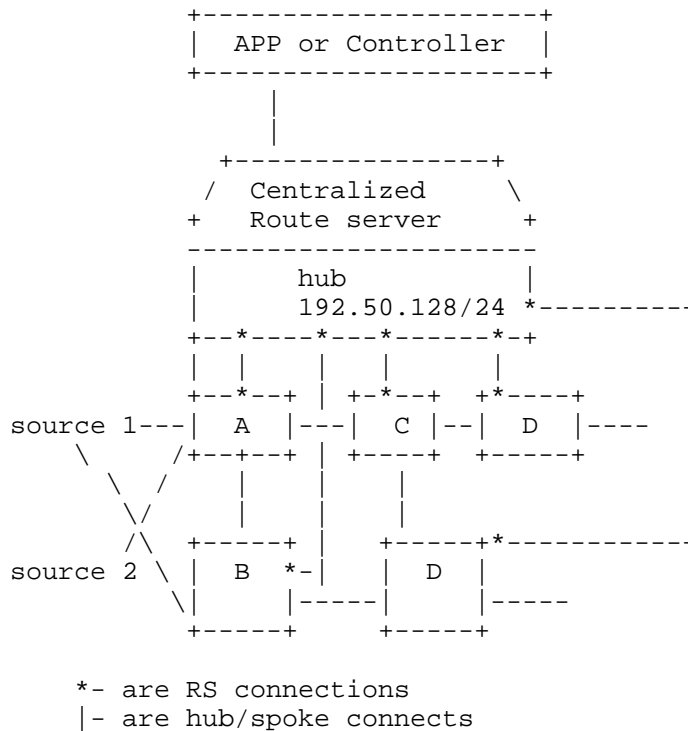 APP or Controller
Centralized
Route server
hub
192.50.128/24 *
* * * *
* * *
source 1 A C D
*
source 2 B * D
*- are RS connections
|- are hub/spoke connects